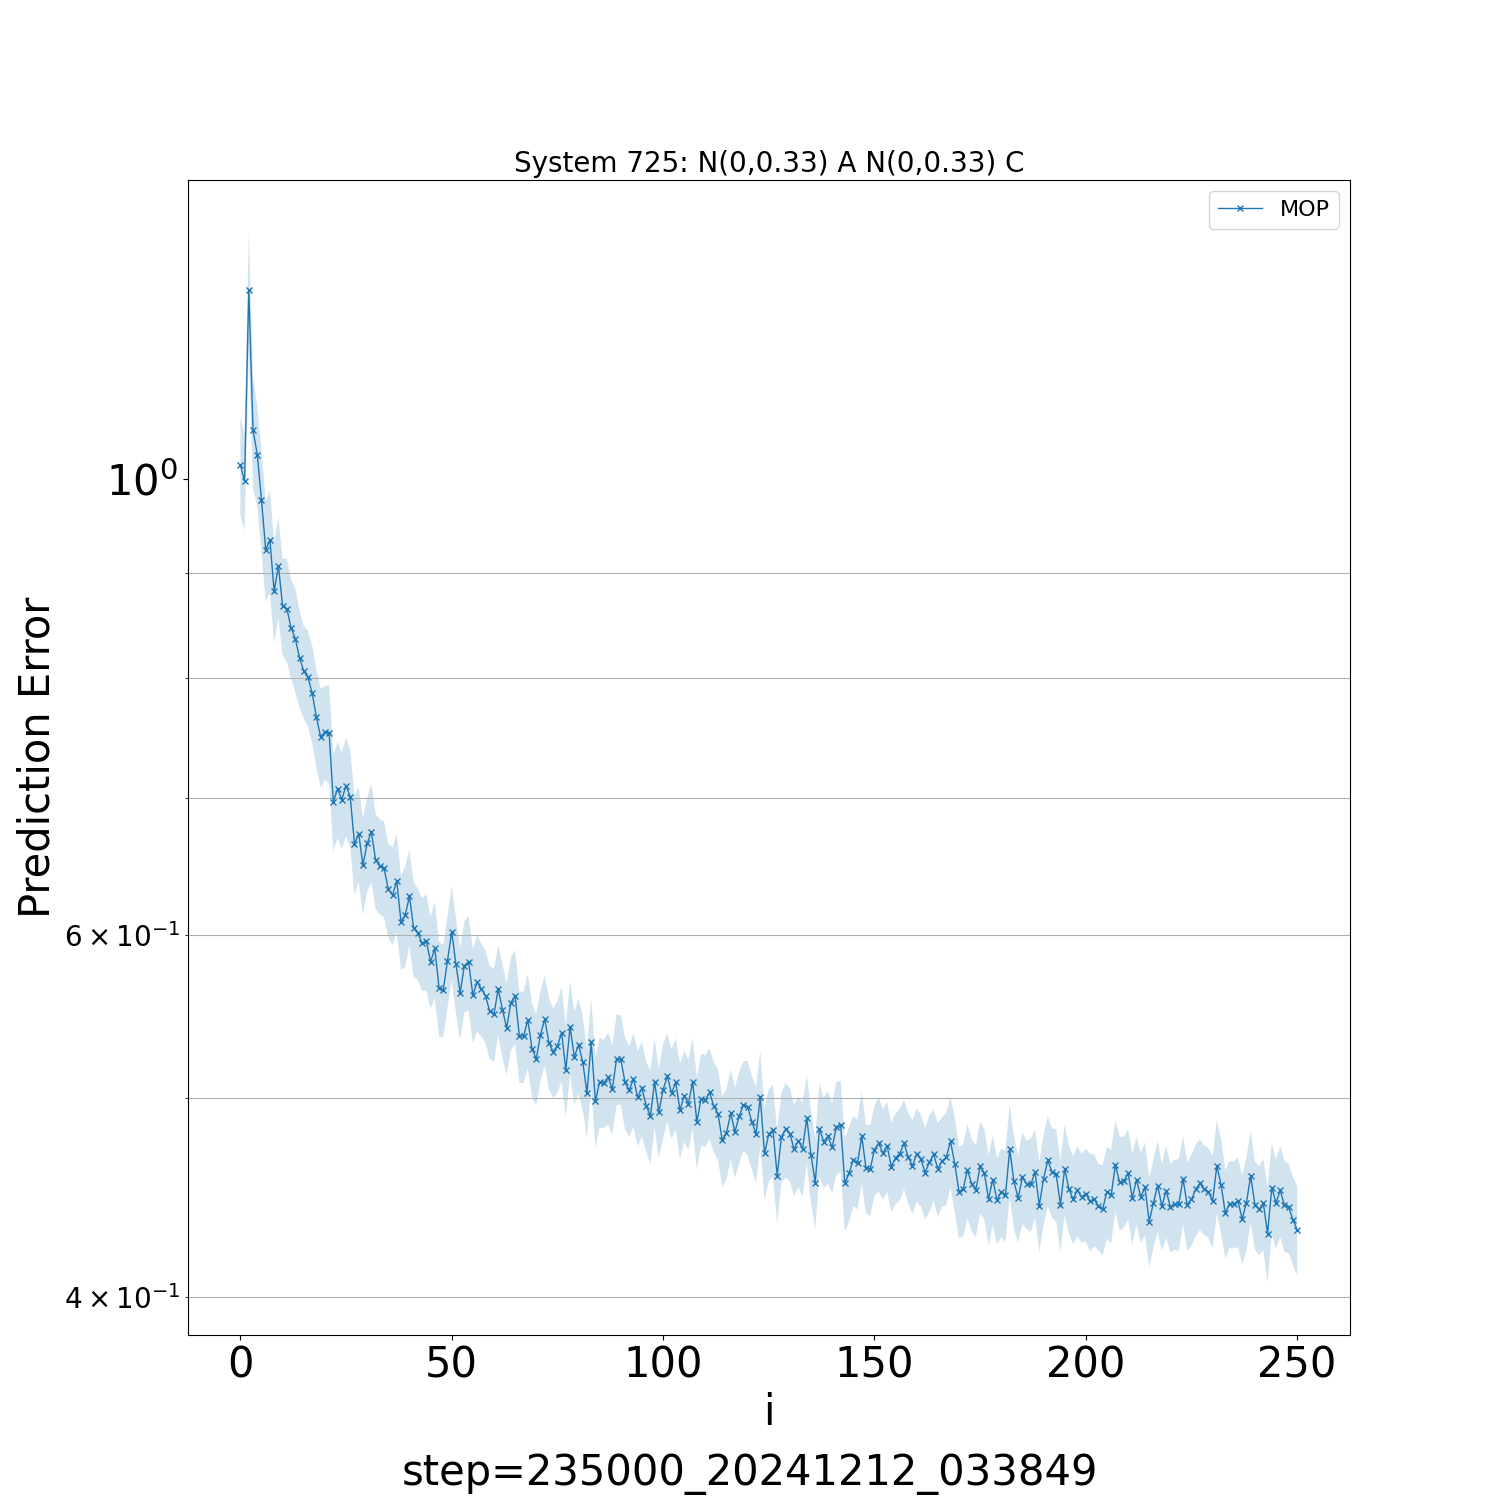 System 725: N(0,0.33) A N(0,0.33) C
MOP
10⁰
6 × 10⁻¹
4 × 10⁻¹
Prediction Error
0 50 100 150 200 250
i
step=235000_20241212_033849